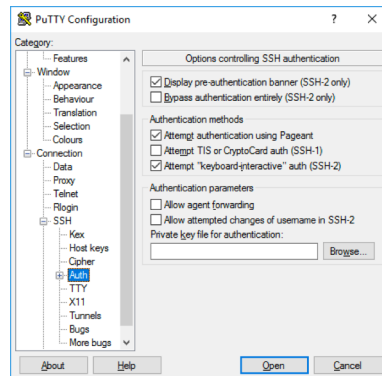 PuTTY Configuration
? ×
Category:
Features
Window
Appearance
Behaviour
Translation
Selection
Colours
Connection
Data
Proxy
Telnet
Rlogin
SSH
Kex
Host keys
Cipher
Auth
TTY
X11
Tunnels
Bugs
More bugs
Options controlling SSH authentication
Display pre-authentication banner (SSH-2 only)
Bypass authentication entirely (SSH-2 only)
Authentication methods
Attempt authentication using Pageant
Attempt TIS or CryptoCard auth (SSH-1)
Attempt "keyboard-interactive" auth (SSH-2)
Authentication parameters
Allow agent forwarding
Allow attempted changes of username in SSH-2
Private key file for authentication:
Browse...
About
Help
Open
Cancel